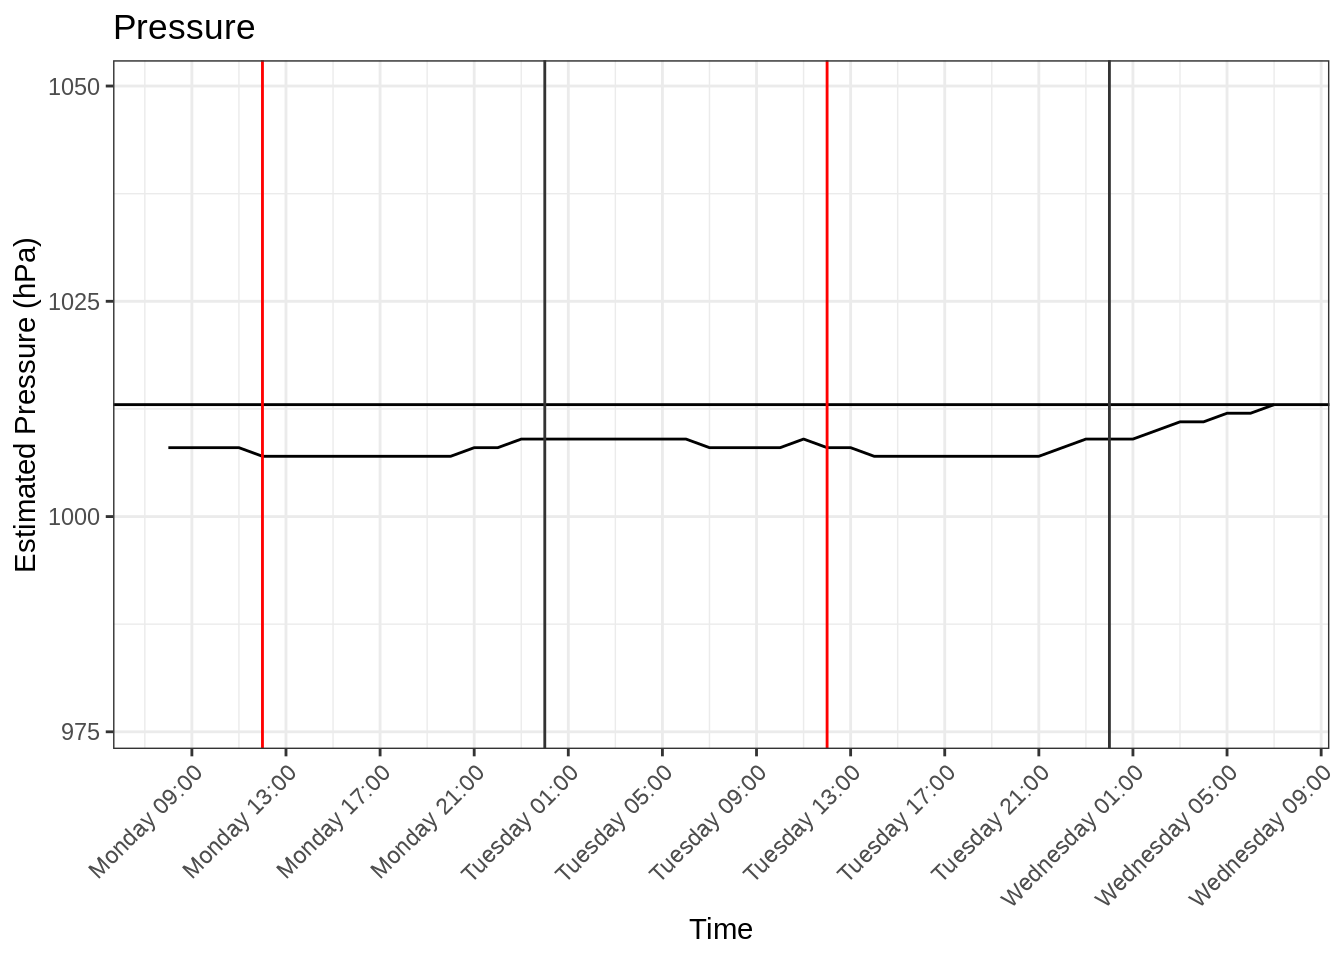 Pressure
Estimated Pressure (hPa)
1050
1025
1000
975
Monday 09:00
Monday 13:00
Monday 17:00
Monday 21:00
Tuesday 01:00
Tuesday 05:00
Tuesday 09:00
Tuesday 13:00
Tuesday 17:00
Tuesday 21:00
Wednesday 01:00
Wednesday 05:00
Wednesday 09:00
Time